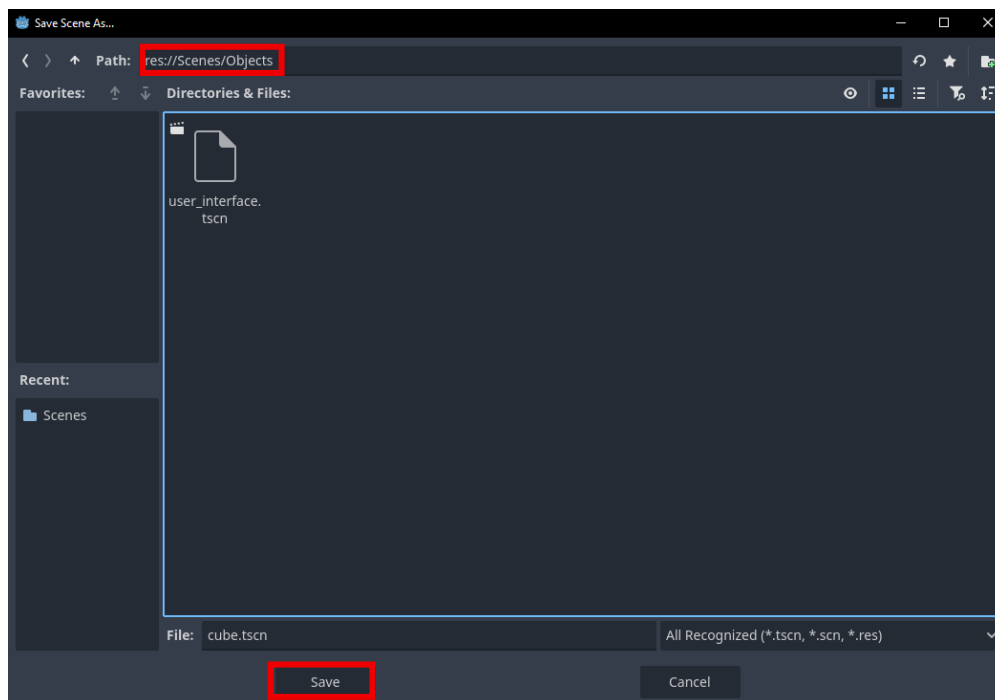 Save Scene As...
Path: res://Scenes/Objects
Favorites: Directories & Files:
user_interface.
tscn
Recent:
Scenes
File: cube.tscn All Recognized (*.tscn, *.scn, *.res)
Save Cancel